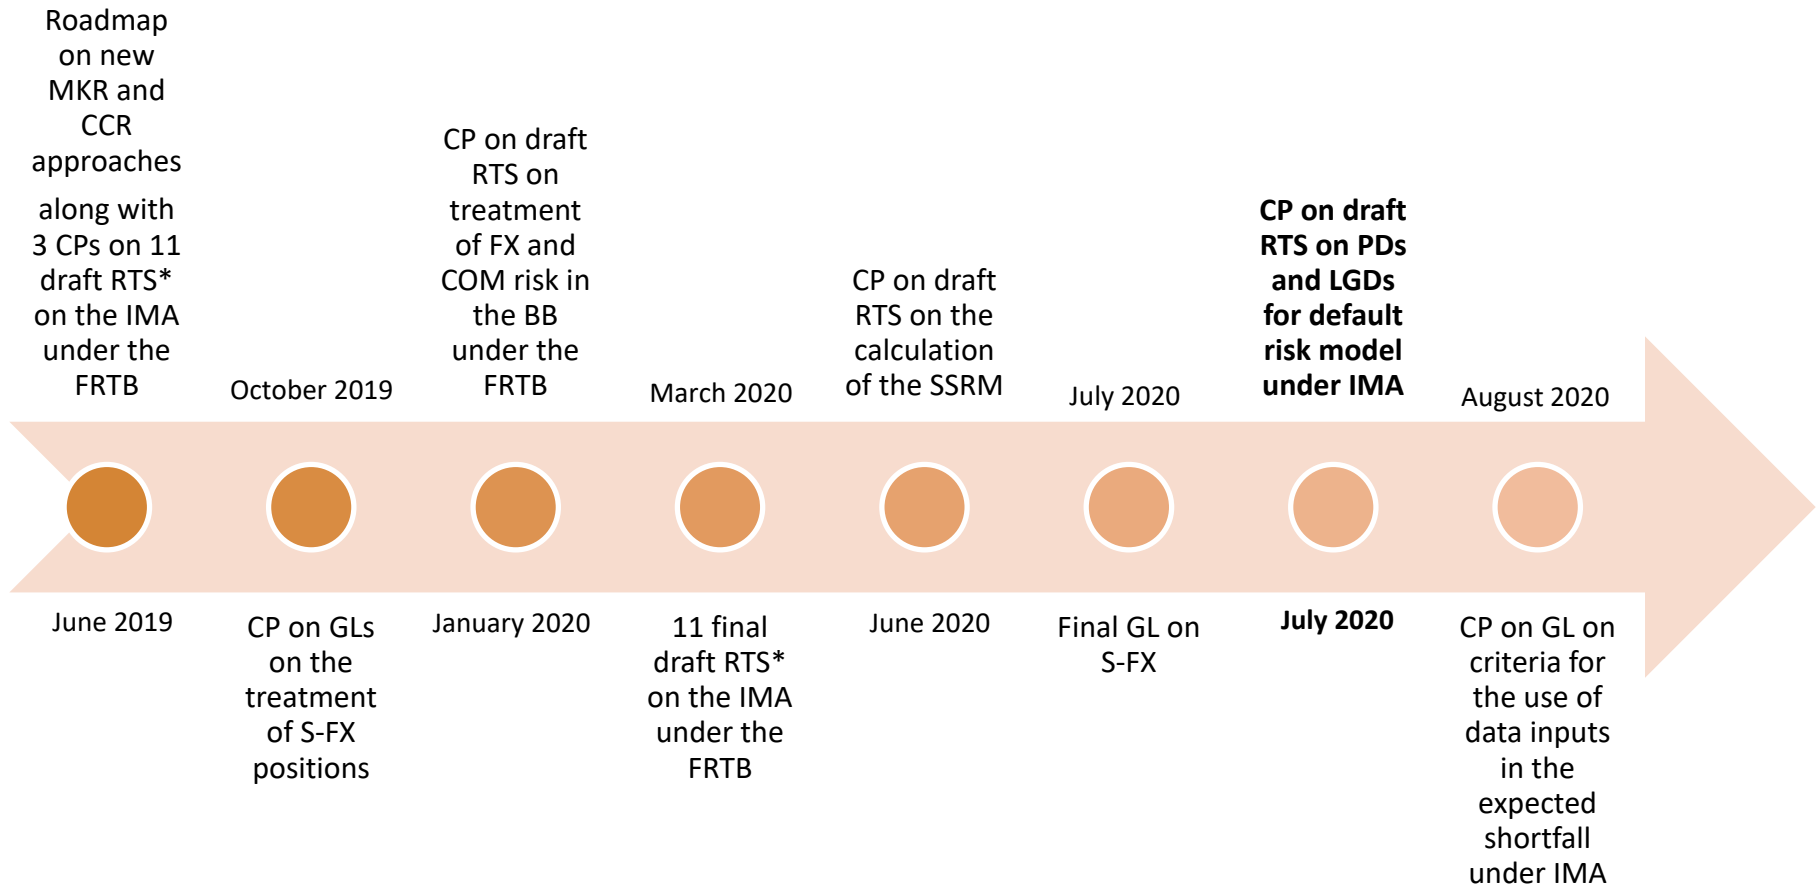 Roadmap
on new
MKR and
CCR
approaches
along with
3 CPs on 11
draft RTS*
on the IMA
under the
FRTB
June 2019
October 2019
CP on GLs
on the
treatment
of S-FX
positions
CP on draft
RTS on
treatment
of FX and
COM risk in
the BB
under the
FRTB
January 2020
March 2020
11 final
draft RTS*
on the IMA
under the
FRTB
CP on draft
RTS on the
calculation
of the SSRM
June 2020
July 2020
Final GL on
S-FX
CP on draft
RTS on PDs
and LGDs
for default
risk model
under IMA
July 2020
August 2020
CP on GL on
criteria for
the use of
data inputs
in the
expected
shortfall
under IMA